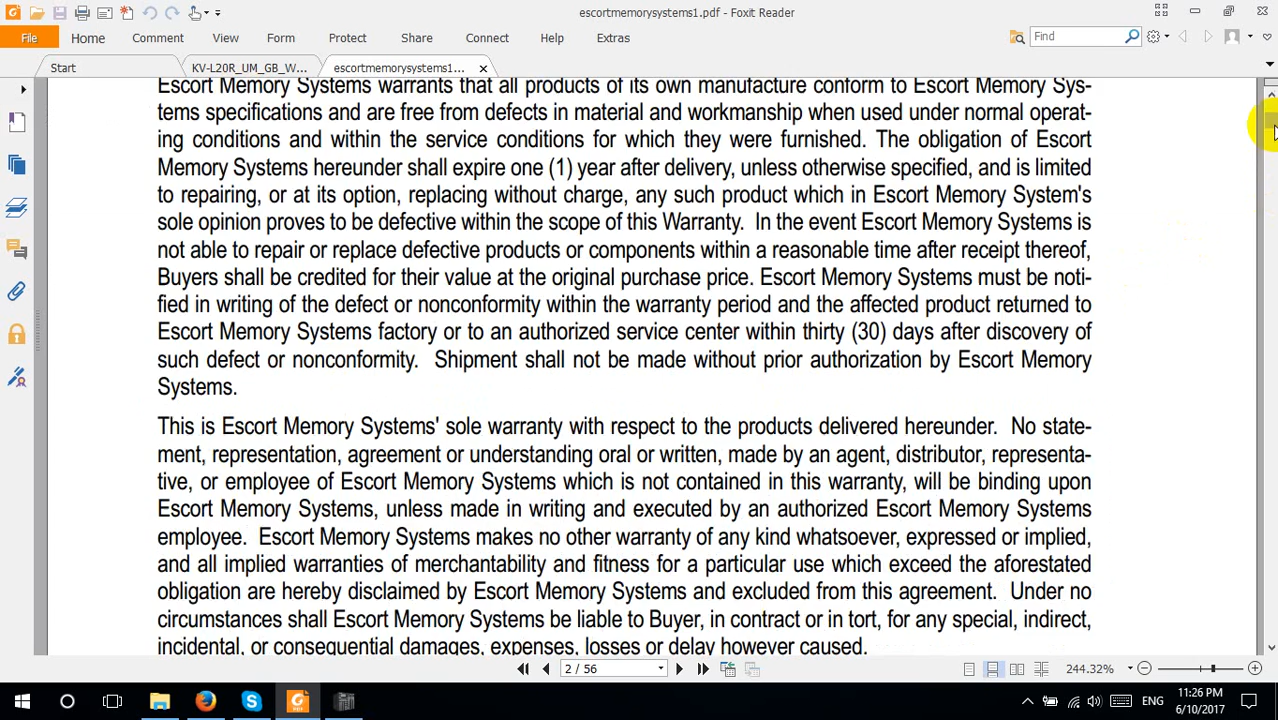 escortmemorysystems1.pdf - Foxit Reader
File Home Comment View Form Protect Share Connect Help Extras
Find
Start KV-L20R_UM_GB_W... escortmemorysystems1...
Escort Memory Systems warrants that all products of its own manufacture conform to Escort Memory Sys-
tems specifications and are free from defects in material and workmanship when used under normal operat-
ing conditions and within the service conditions for which they were furnished. The obligation of Escort
Memory Systems hereunder shall expire one (1) year after delivery, unless otherwise specified, and is limited
to repairing, or at its option, replacing without charge, any such product which in Escort Memory System's
sole opinion proves to be defective within the scope of this Warranty. In the event Escort Memory Systems is
not able to repair or replace defective products or components within a reasonable time after receipt thereof,
Buyers shall be credited for their value at the original purchase price. Escort Memory Systems must be noti-
fied in writing of the defect or nonconformity within the warranty period and the affected product returned to
Escort Memory Systems factory or to an authorized service center within thirty (30) days after discovery of
such defect or nonconformity. Shipment shall not be made without prior authorization by Escort Memory
Systems.
This is Escort Memory Systems' sole warranty with respect to the products delivered hereunder. No state-
ment, representation, agreement or understanding oral or written, made by an agent, distributor, representa-
tive, or employee of Escort Memory Systems which is not contained in this warranty, will be binding upon
Escort Memory Systems, unless made in writing and executed by an authorized Escort Memory Systems
employee. Escort Memory Systems makes no other warranty of any kind whatsoever, expressed or implied,
and all implied warranties of merchantability and fitness for a particular use which exceed the aforestated
obligation are hereby disclaimed by Escort Memory Systems and excluded from this agreement. Under no
circumstances shall Escort Memory Systems be liable to Buyer, in contract or in tort, for any special, indirect,
incidental, or consequential damages, expenses, losses or delay however caused.
2 / 56
244.32%
ENG
11:26 PM
6/10/2017